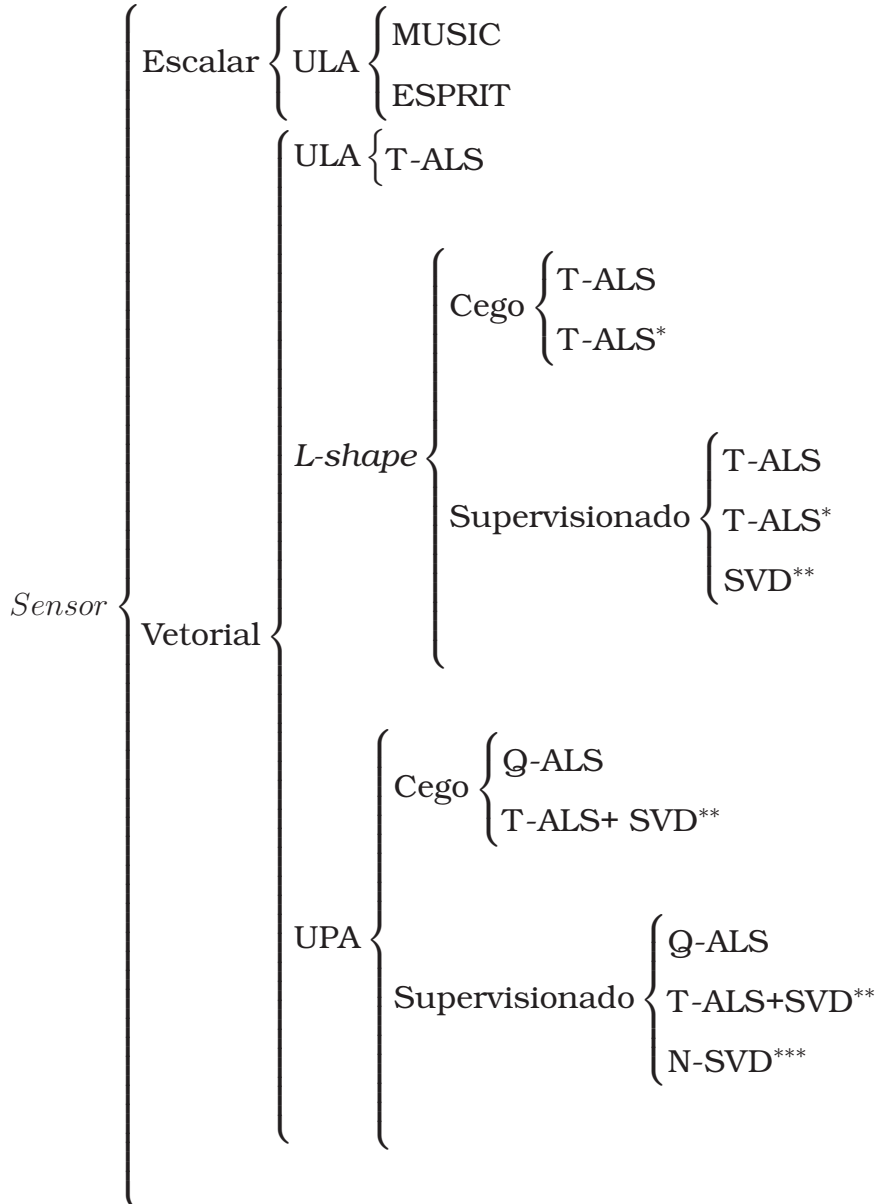 Escalar ULA MUSIC
ESPRIT
ULA T-ALS
Cego T-ALS
T-ALS*
L-shape
Supervisionado T-ALS
T-ALS*
SVD**
Sensor
Vetorial
Cego Q-ALS
T-ALS+ SVD**
UPA
Supervisionado Q-ALS
T-ALS+SVD**
N-SVD***